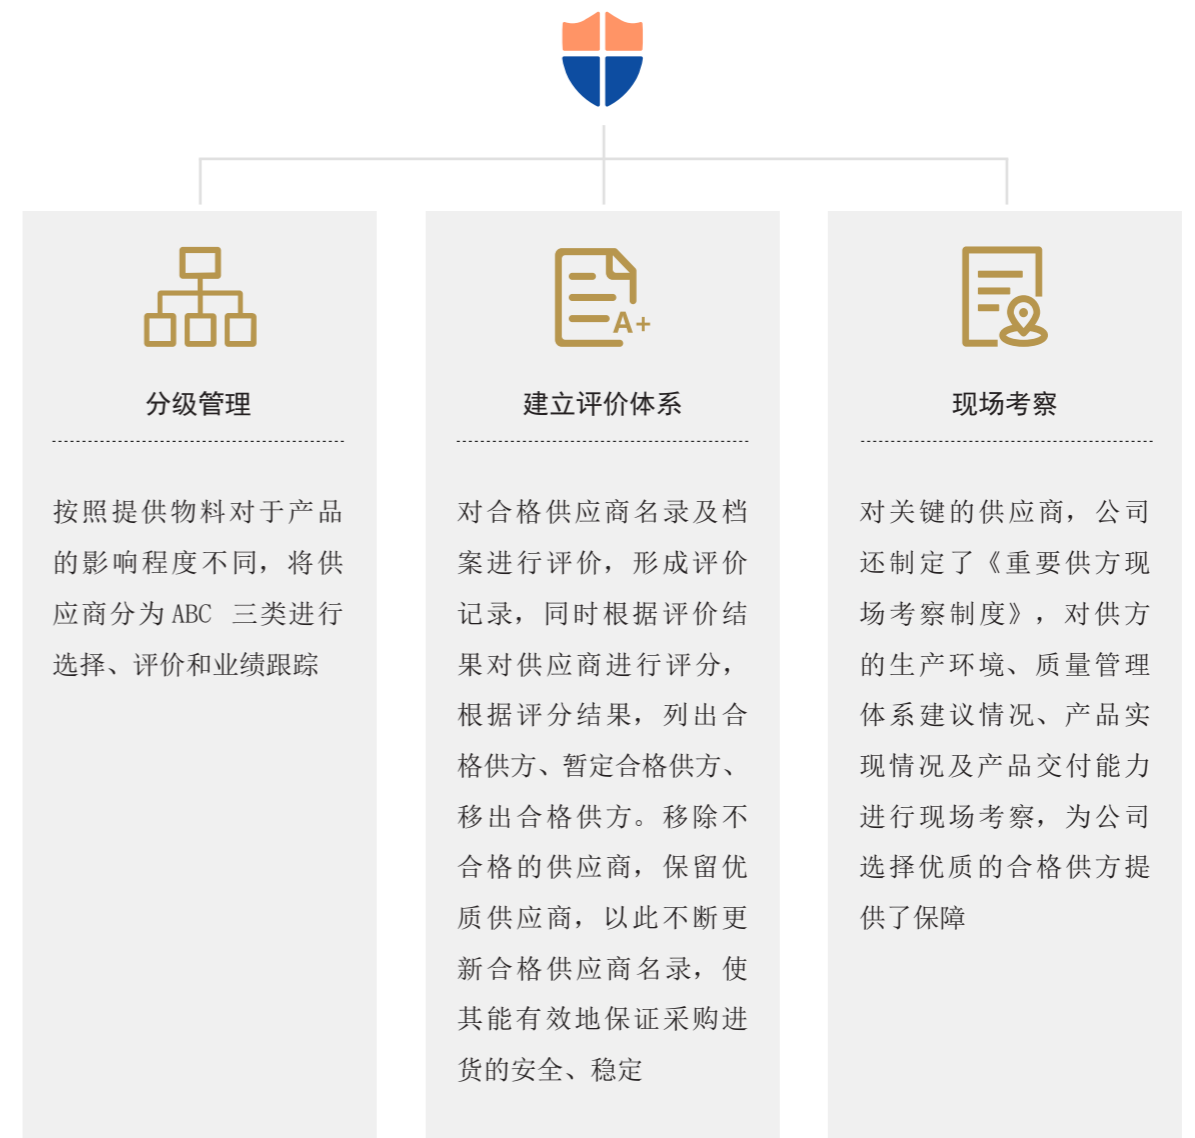 A+
分级管理
按照提供物料对于产品
的影响程度不同，将供
应商分为 ABC 三类进行
选择、评价和业绩跟踪
建立评价体系
对合格供应商名录及档
案进行评价，形成评价
记录，同时根据评价结
果对供应商进行评分，
根据评分结果，列出合
格供方、暂定合格供方、
移出合格供方。移除不
合格的供应商，保留优
质供应商，以此不断更
新合格供应商名录，使
其能有效地保证采购进
货的安全、稳定
现场考察
对关键的供应商，公司
还制定了《重要供方现
场考察制度》，对供方
的生产环境、质量管理
体系建议情况、产品实
现情况及产品交付能力
进行现场考察，为公司
选择优质的合格供方提
供了保障